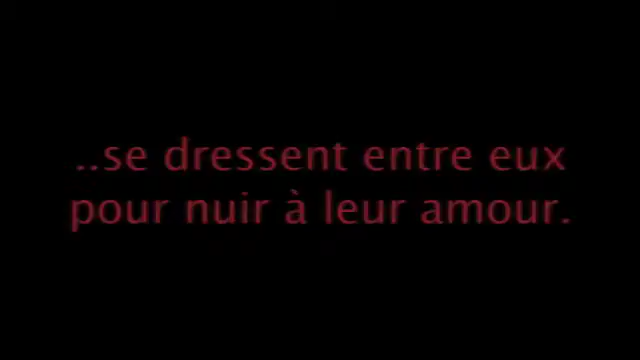 ..se dressent entre eux
pour nuir à leur amour.